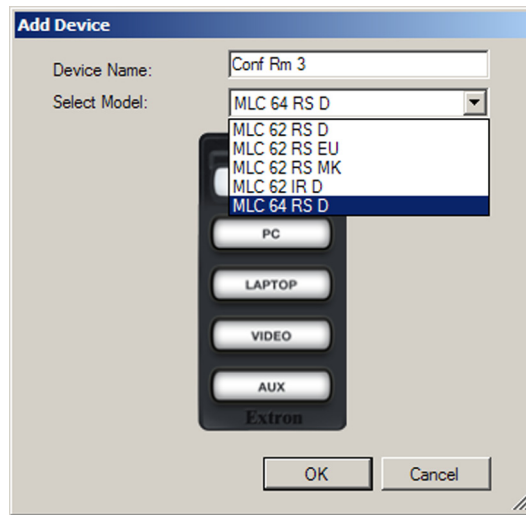 Add Device
Device Name:
Conf Rm 3
Select Model:
MLC 64 RS D
MLC 62 RS D
MLC 62 RS EU
MLC 62 RS MK
MLC 62 IR D
MLC 64 RS D
PC
LAPTOP
VIDEO
AUX
Extron
OK
Cancel